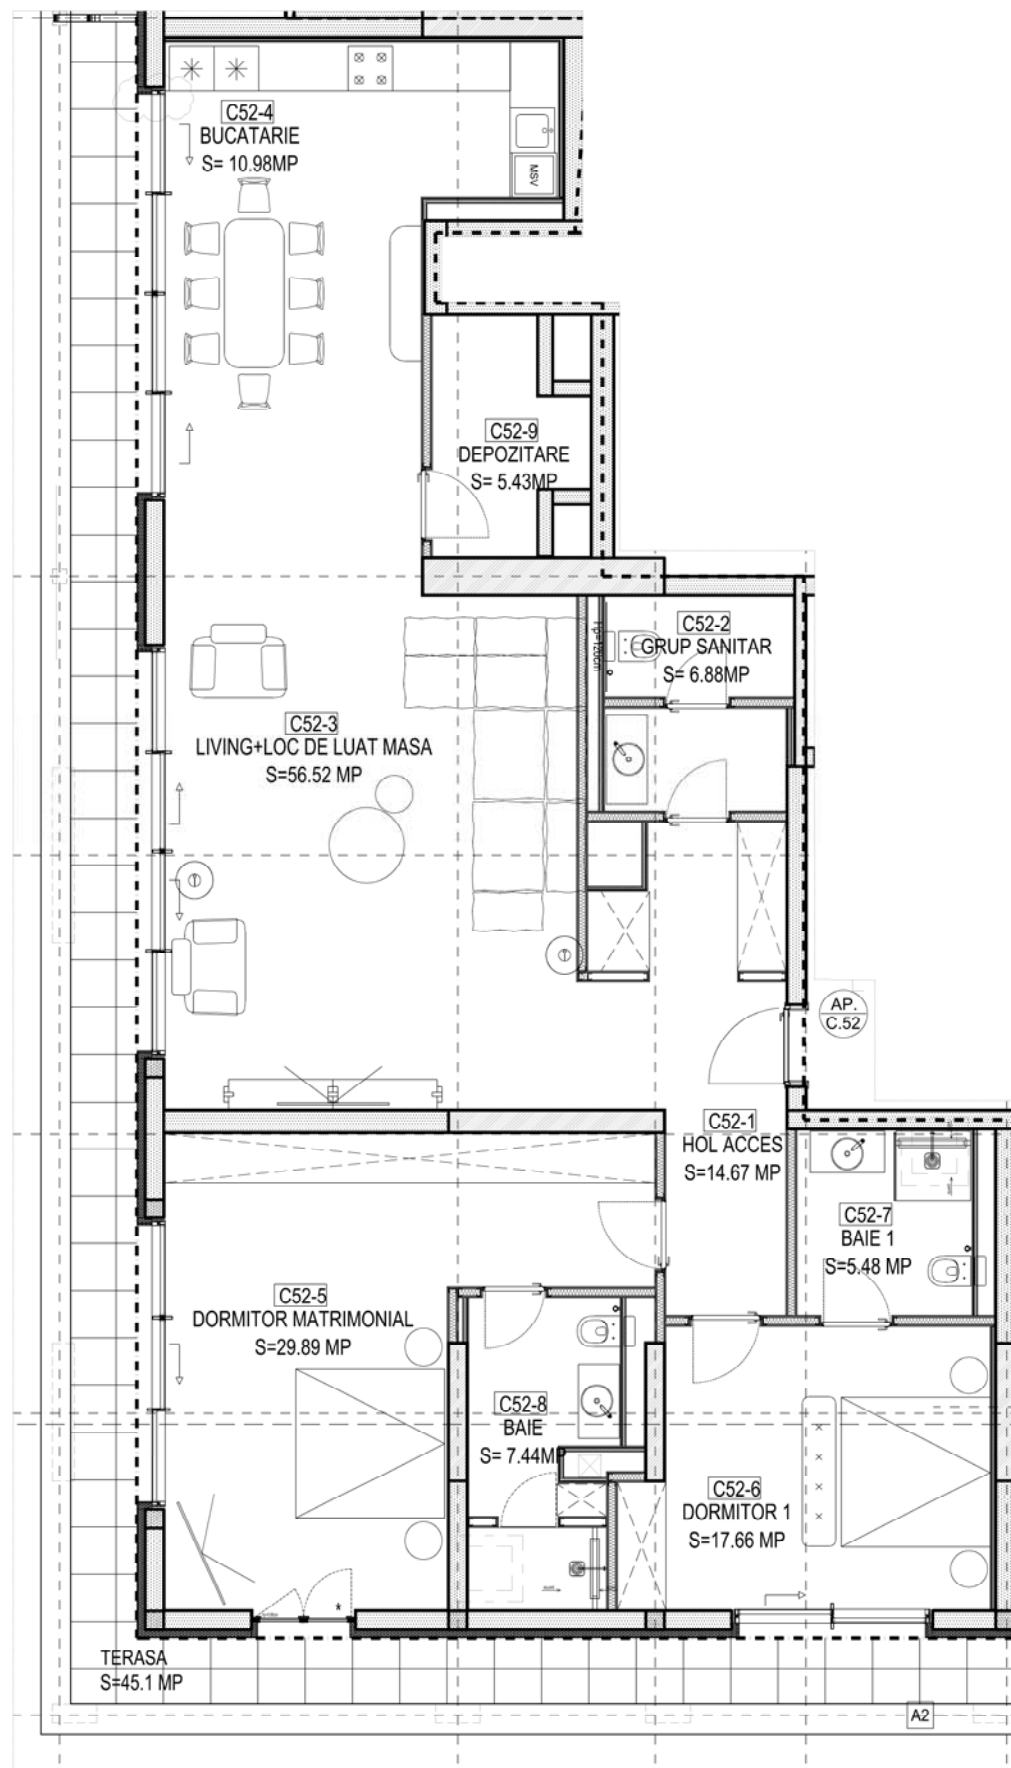 C52-4
BUCATARIE
S= 10.98MP
MSV
C52-9
DEPOZITARE
S= 5.43MP
C52-2
GRUP SANITAR
S= 6.88MP
Hp=120cm
C52-3
LIVING+LOC DE LUAT MASA
S=56.52 MP
AP.
C.52
C52-1
HOL ACCES
S=14.67 MP
C52-7
BAIE 1
S=5.48 MP
C52-5
DORMITOR MATRIMONIAL
S=29.89 MP
C52-8
BAIE
S= 7.44MP
C52-6
DORMITOR 1
S=17.66 MP
*
TERASA
S=45.1 MP
A2